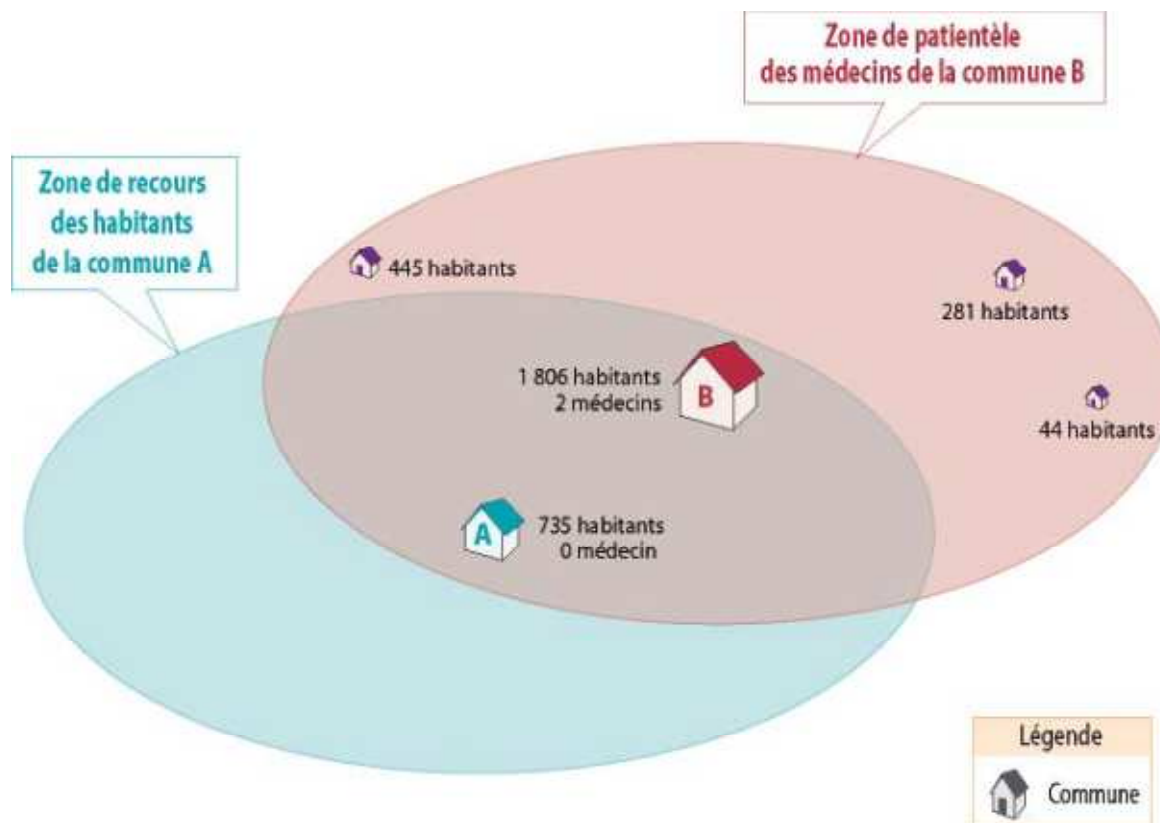 Zone de patientèle
des médecins de la commune B
Zone de recours
des habitants
de la commune A
445 habitants
281 habitants
1 806 habitants
2 médecins
B
44 habitants
A
735 habitants
0 médecin
Légende
Commune